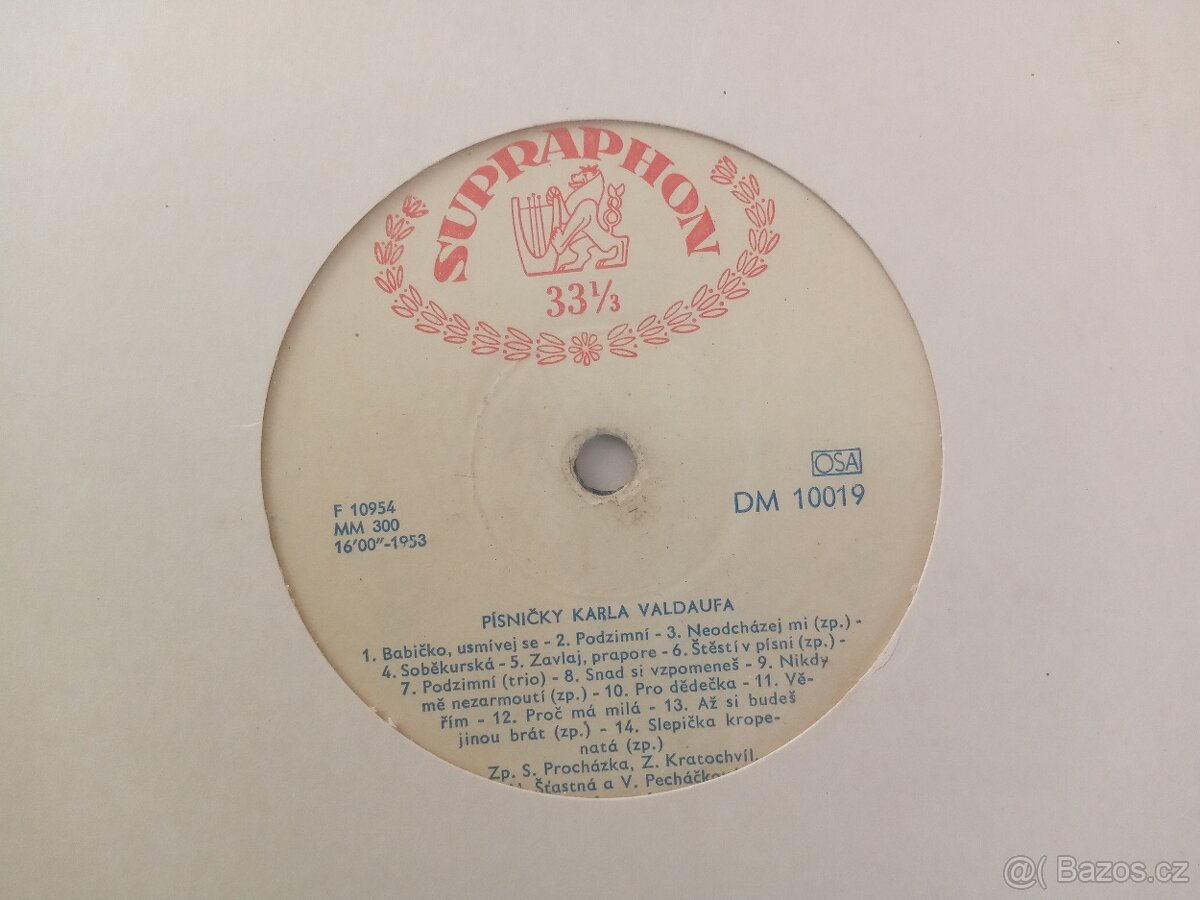 SUPRAPHON
33⅓
OSA
DM 10019
F 10954
MM 300
16'00"-1953
PÍSNIČKY KARLA VALDAUFA
1. Babičko, usmívej se - 2. Podzimní - 3. Neodcházej mi (zp.) -
4. Soběkurská - 5. Zavlaj, prapore - 6. Štěstí v písni (zp.) -
7. Podzimní (trio) - 8. Snad si vzpomeneš - 9. Nikdy
mě nezarmoutí (zp.) - 10. Pro dědečka - 11. Vě-
řím - 12. Proč má milá - 13. Až si budeš
jinou brát (zp.) - 14. Slepička krope-
natá (zp.)
Zp. S. Procházka, Z. Kratochvíl
Šťastná a V.
@( Bazos.cz